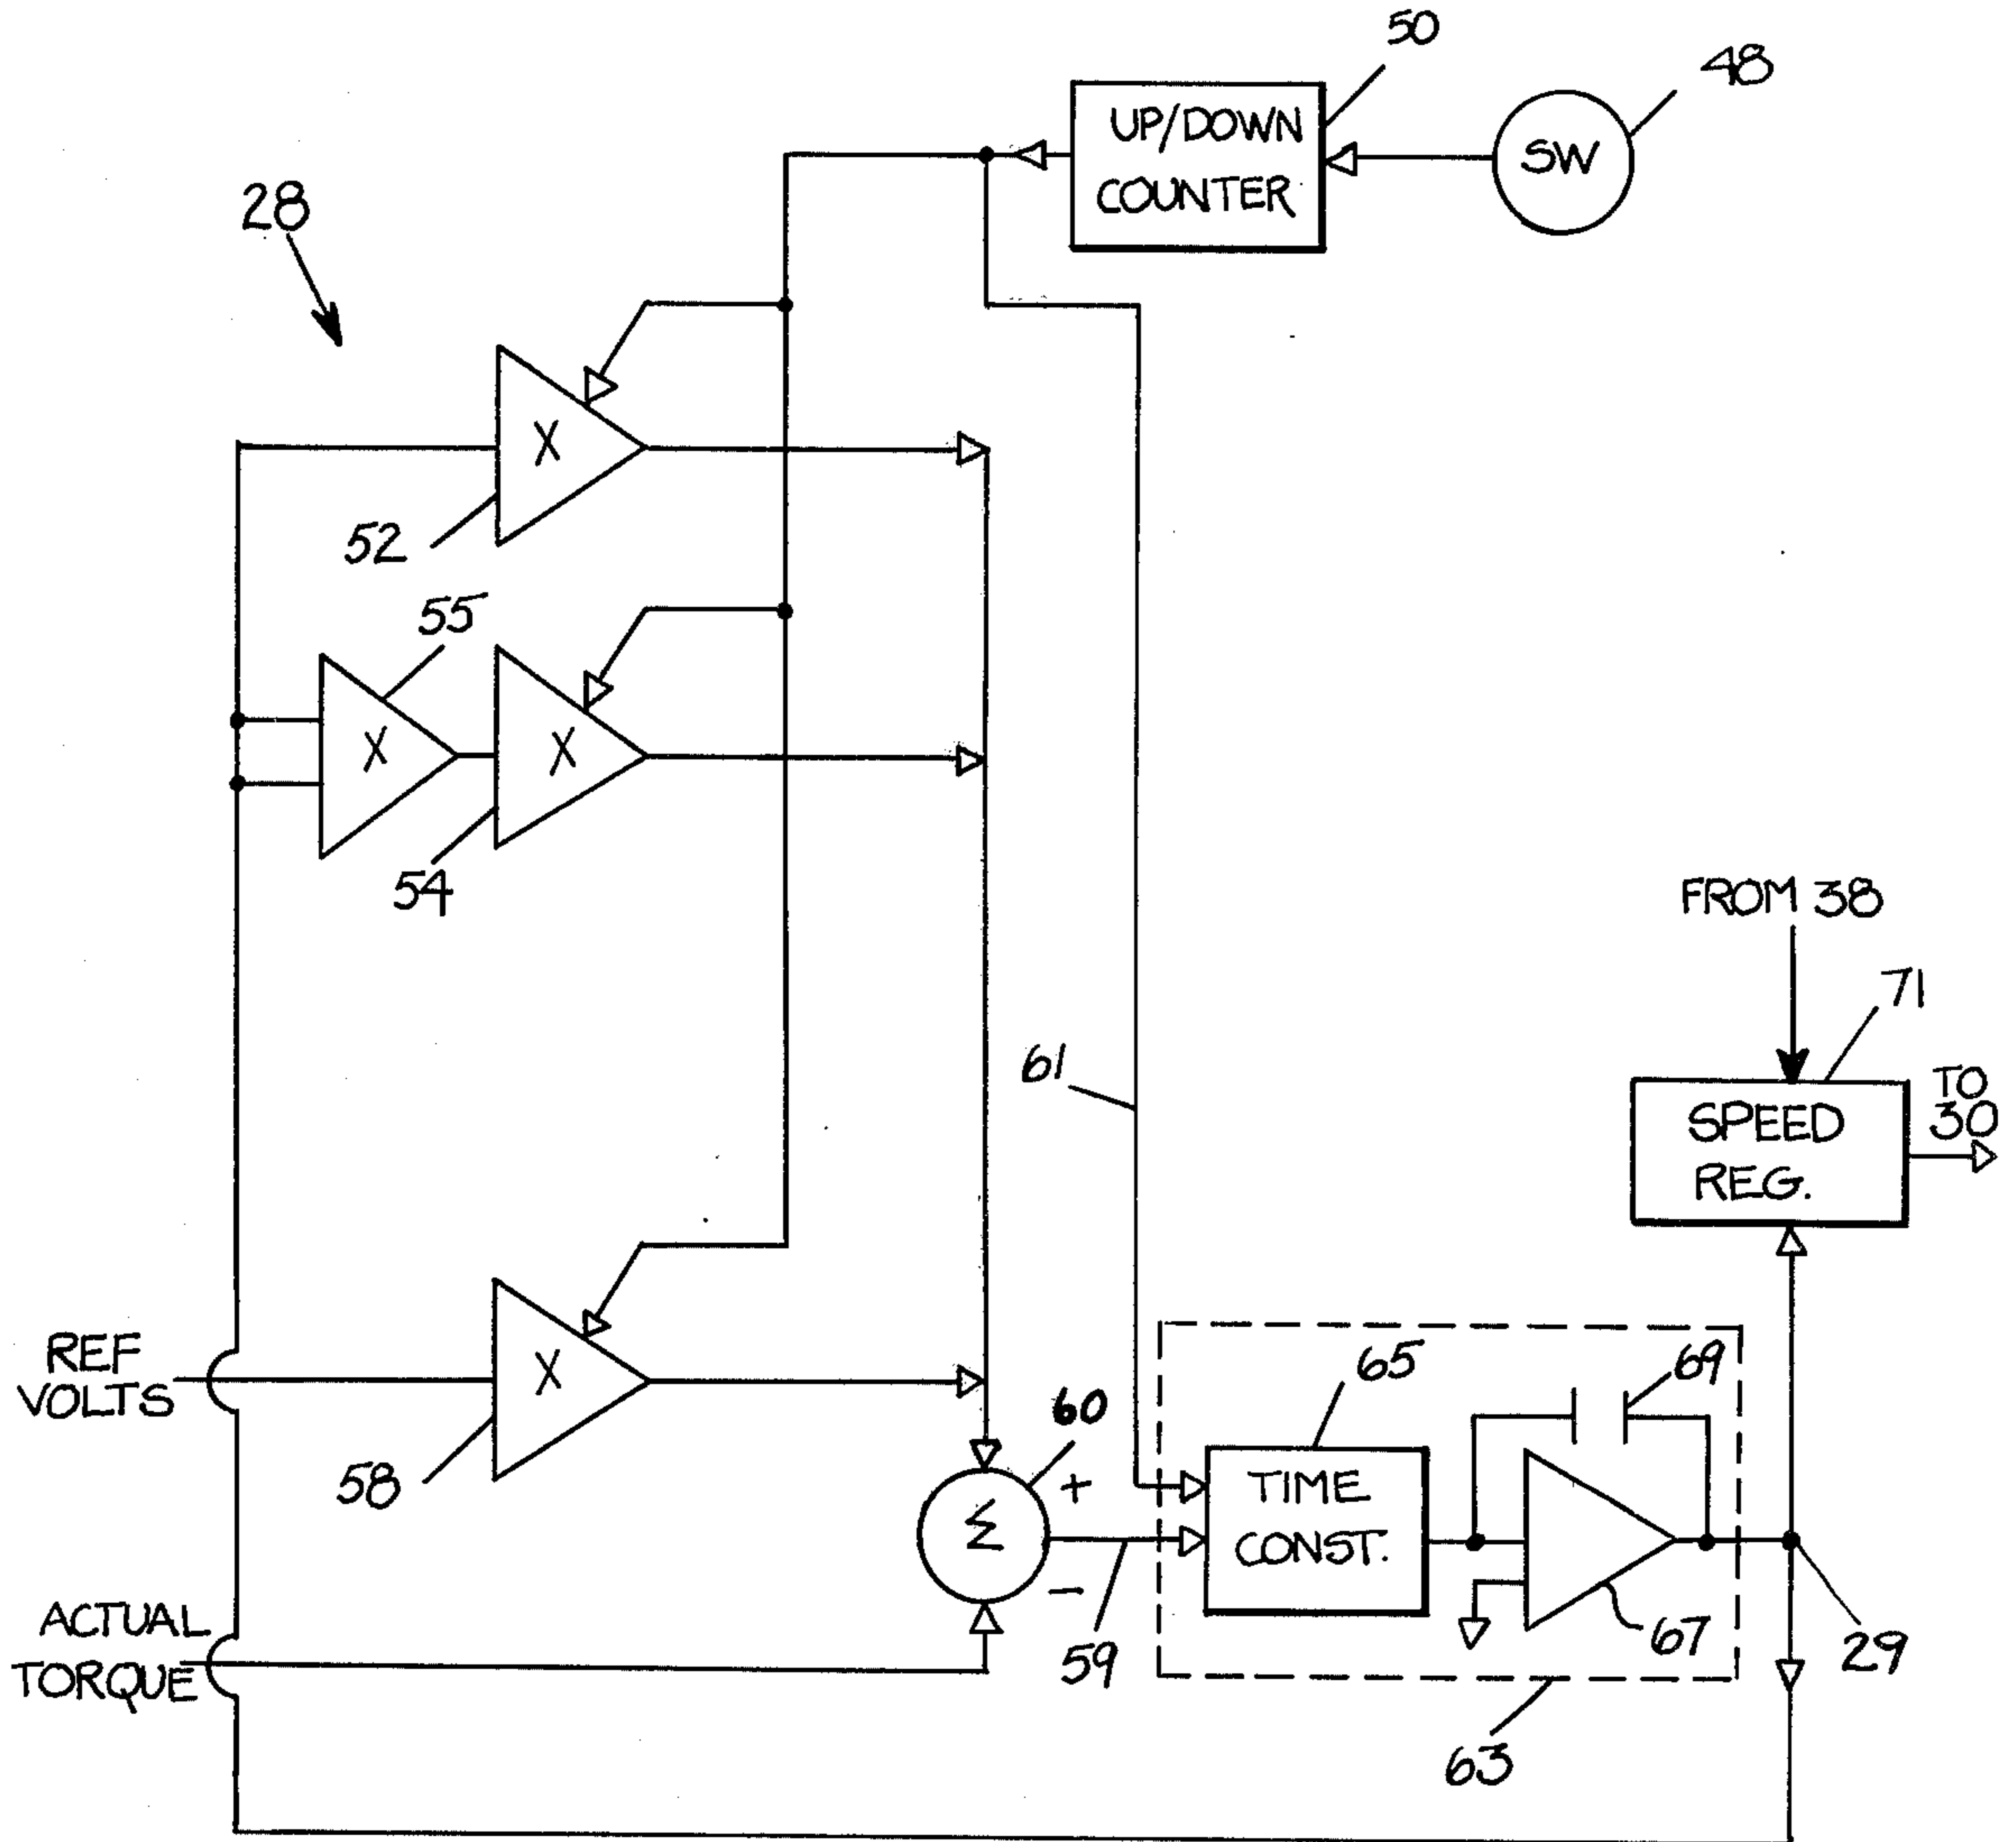 50
48
UP/DOWN
COUNTER
SW
28
X
52
55
X
X
54
FROM 38
71
61
SPEED
REG.
TO
30
REF
VOLTS
X
58
60
+
Σ
−
65
69
TIME
CONST.
67
59
29
ACTUAL
TORQUE
63